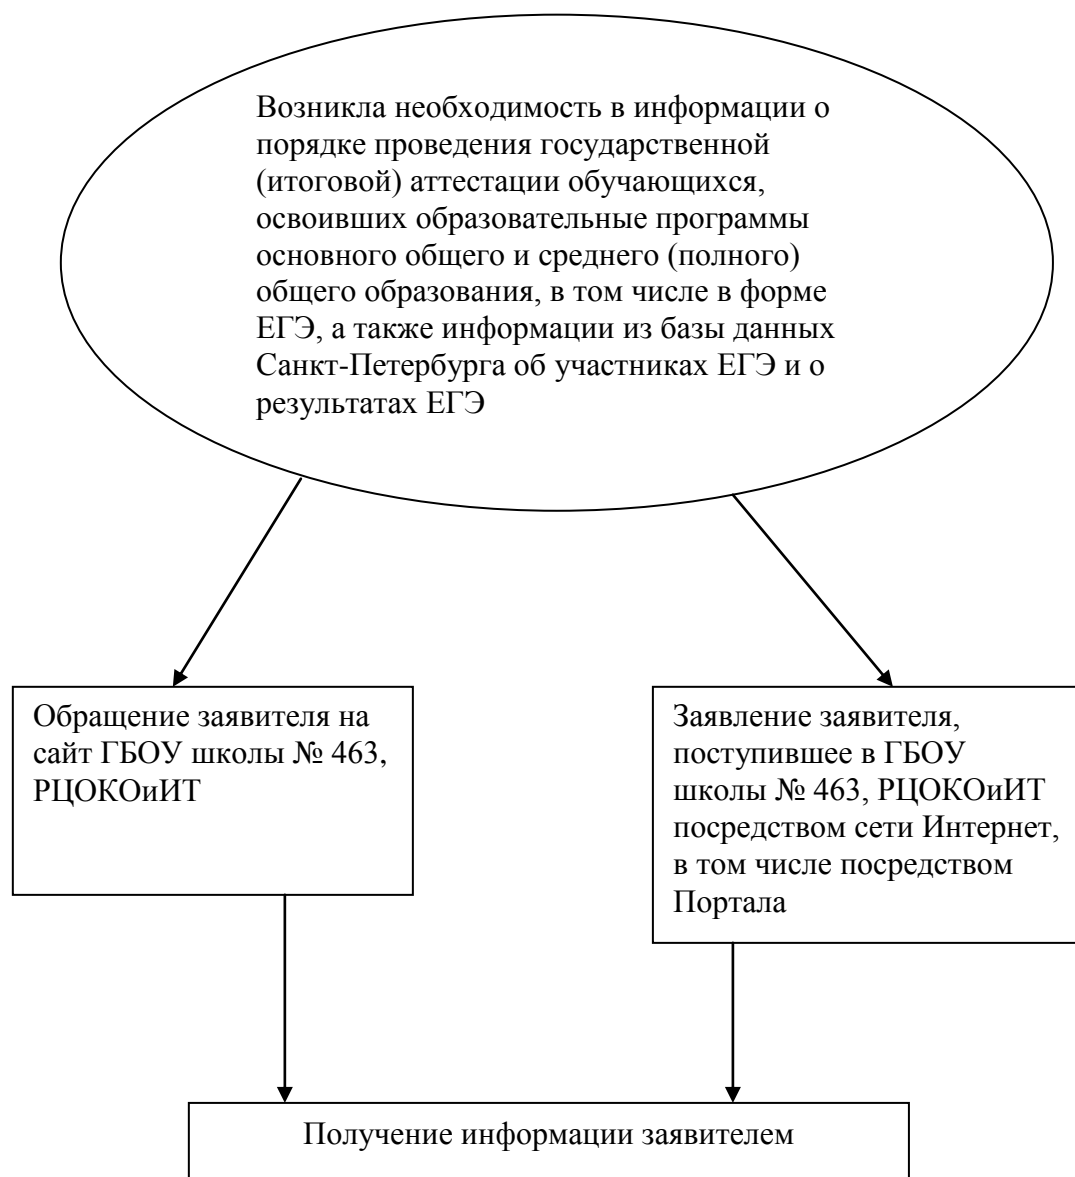 Возникла необходимость в информации о
порядке проведения государственной
(итоговой) аттестации обучающихся,
освоивших образовательные программы
основного общего и среднего (полного)
общего образования, в том числе в форме
ЕГЭ, а также информации из базы данных
Санкт-Петербурга об участниках ЕГЭ и о
результатах ЕГЭ
Обращение заявителя на
сайт ГБОУ школы № 463,
РЦОКОиИТ
Заявление заявителя,
поступившее в ГБОУ
школы № 463, РЦОКОиИТ
посредством сети Интернет,
в том числе посредством
Портала
Получение информации заявителем